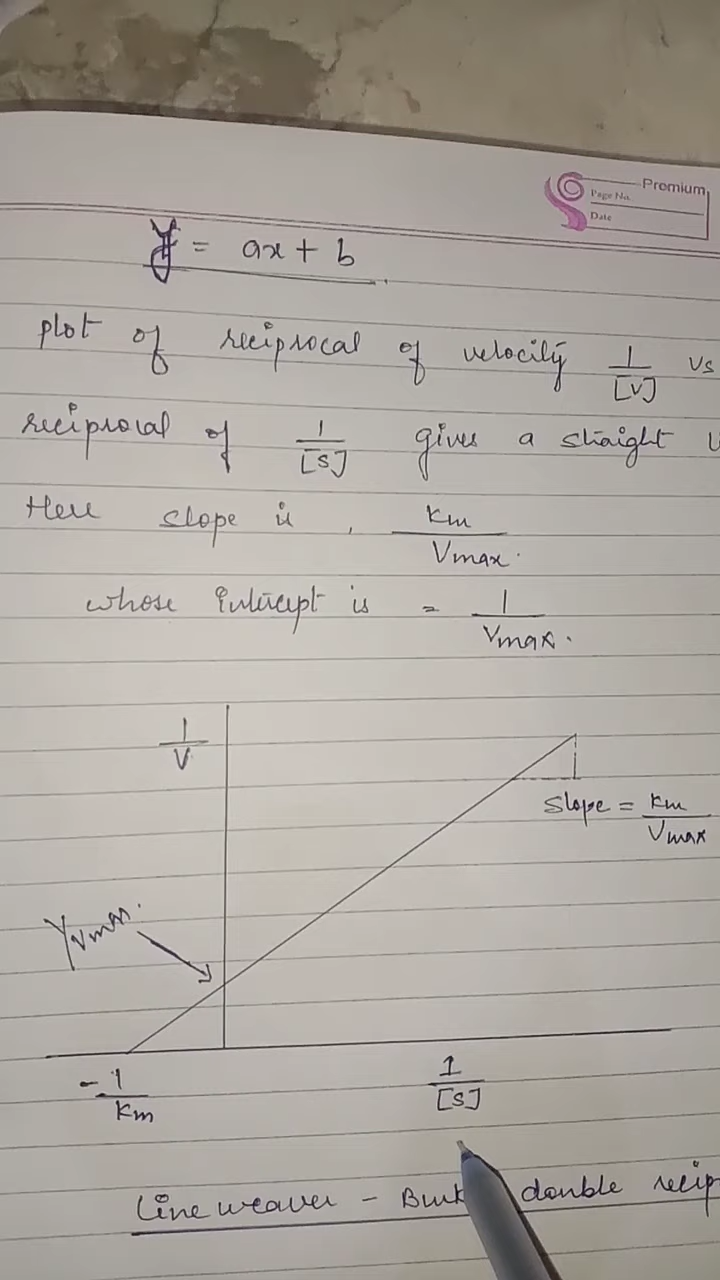 Premium
Page No.
Date
y = ax + b
plot of reciprocal of velocity 1/[V] vs
reciprocal of 1/[S] gives a straight
Here slope is, Km/Vmax.
whose intercept is = 1/Vmax.
1/V
slope = Km/Vmax
1/Vmax.
-1/Km
1/[S]
Lineweaver - Burk double recip